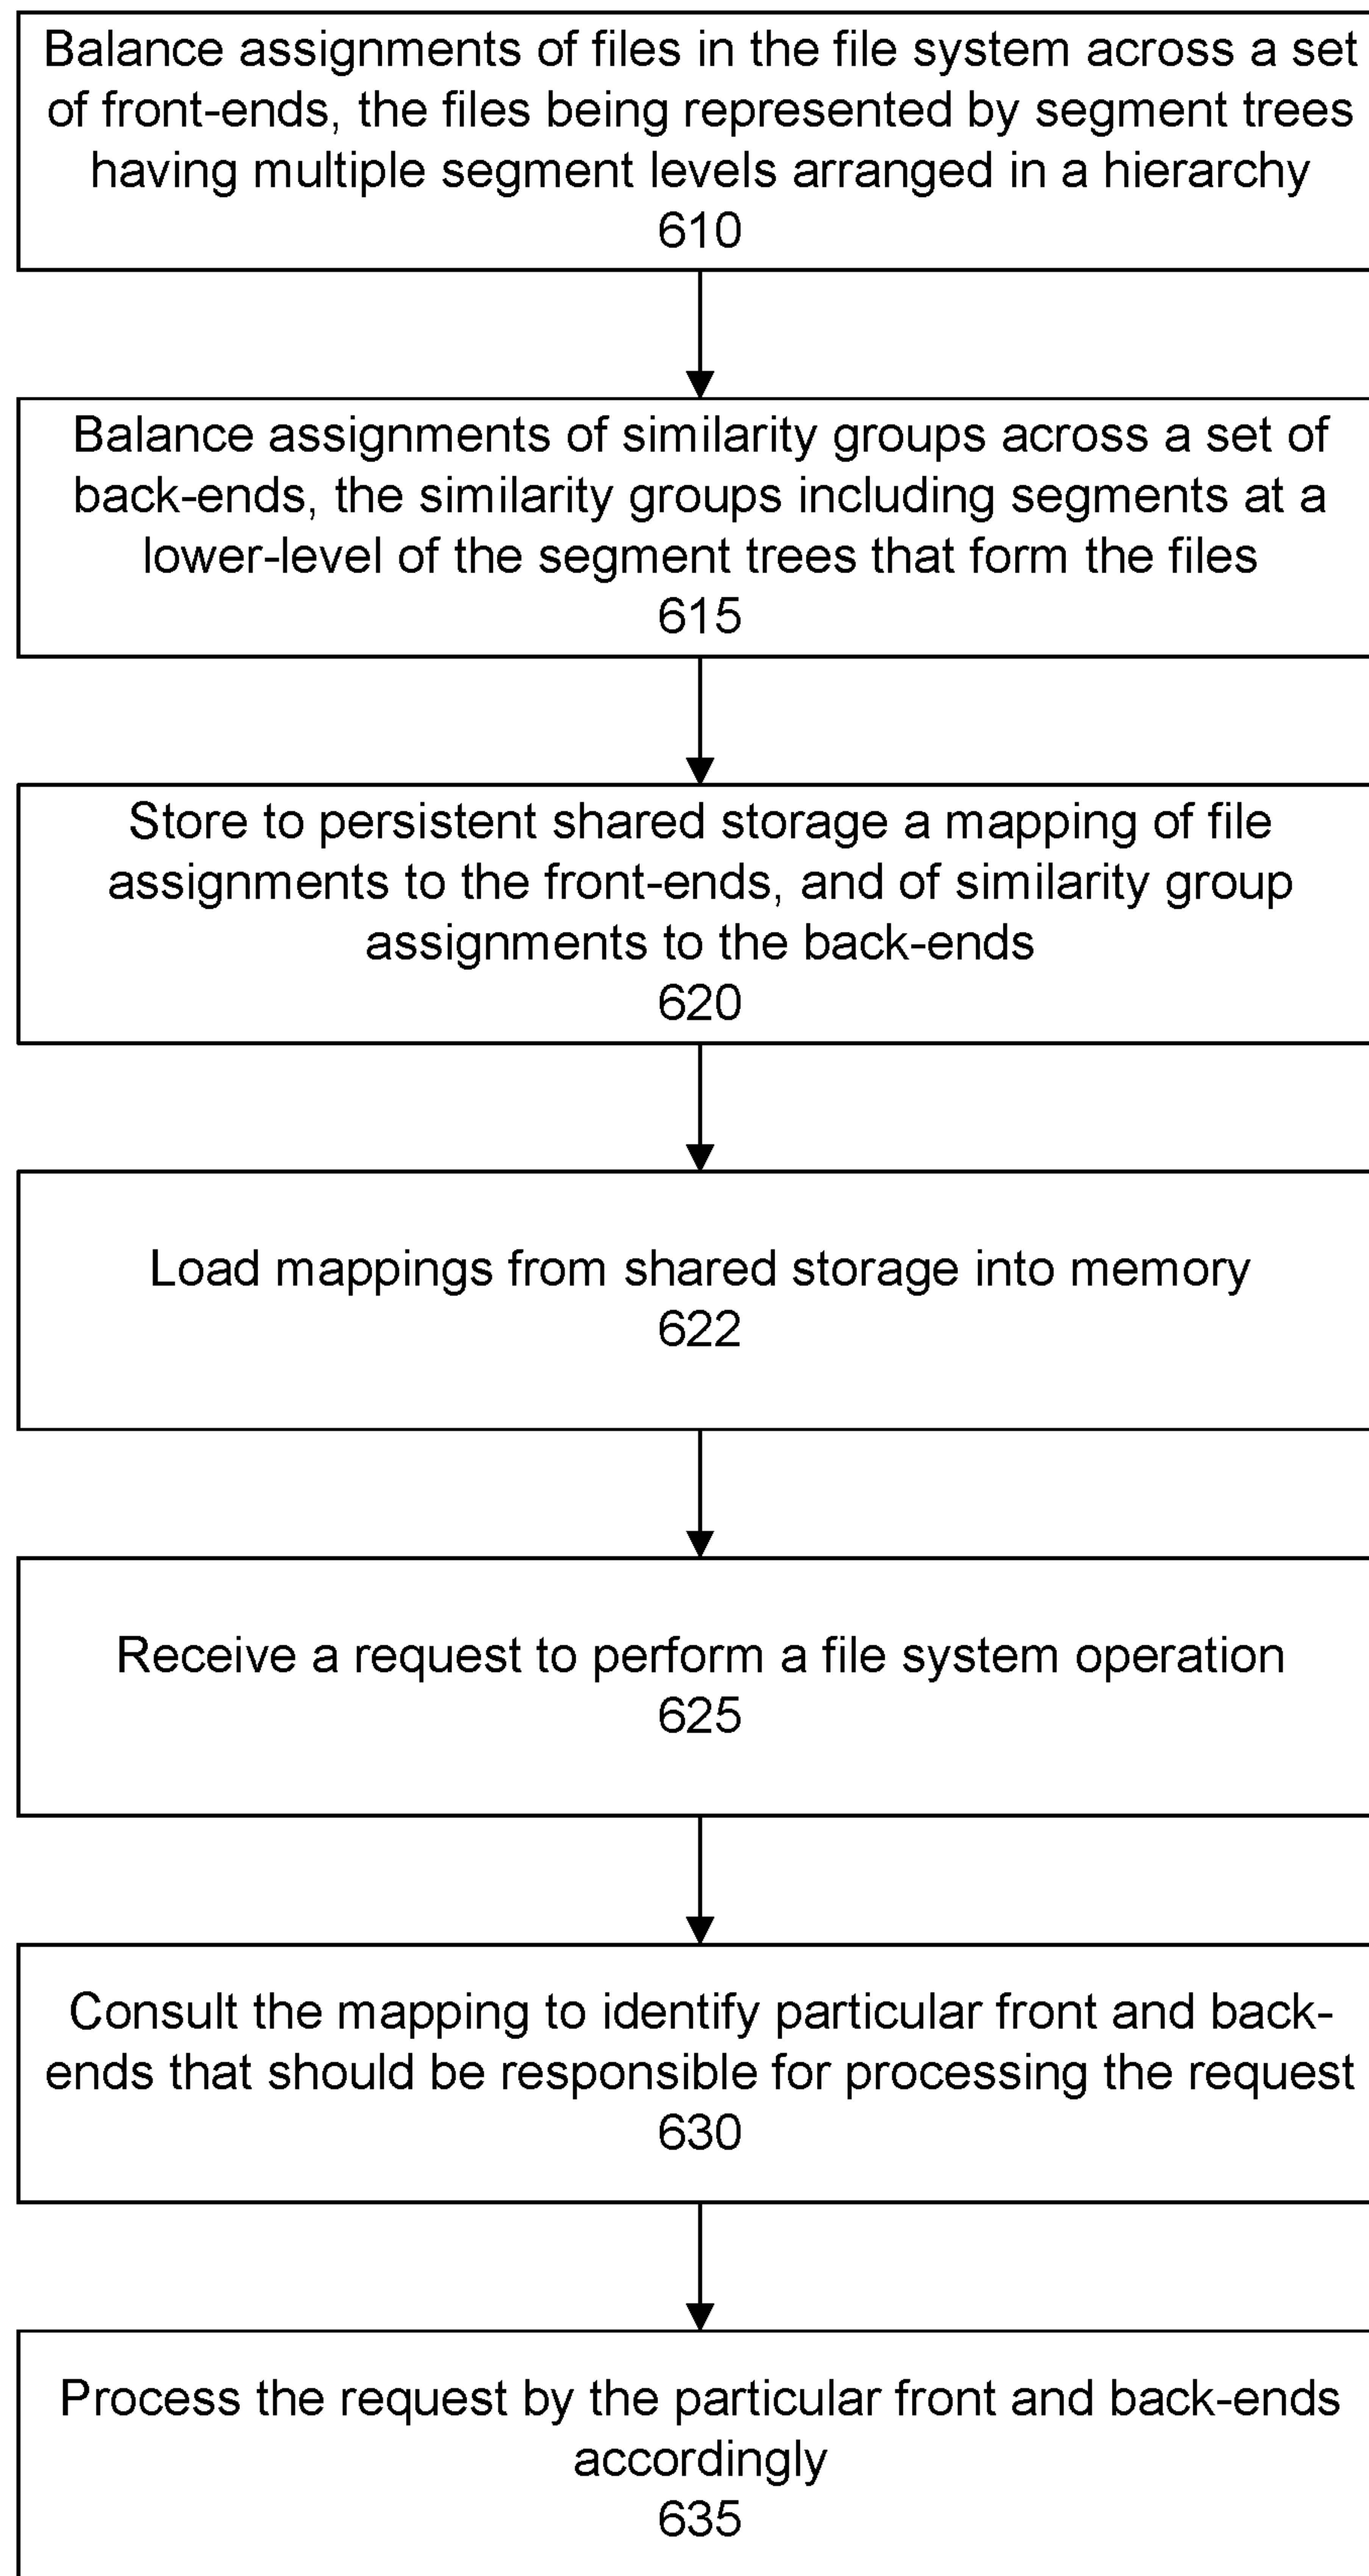 Balance assignments of files in the file system across a set
of front-ends, the files being represented by segment trees
having multiple segment levels arranged in a hierarchy
610
Balance assignments of similarity groups across a set of
back-ends, the similarity groups including segments at a
lower-level of the segment trees that form the files
615
Store to persistent shared storage a mapping of file
assignments to the front-ends, and of similarity group
assignments to the back-ends
620
Load mappings from shared storage into memory
622
Receive a request to perform a file system operation
625
Consult the mapping to identify particular front and back-
ends that should be responsible for processing the request
630
Process the request by the particular front and back-ends
accordingly
635